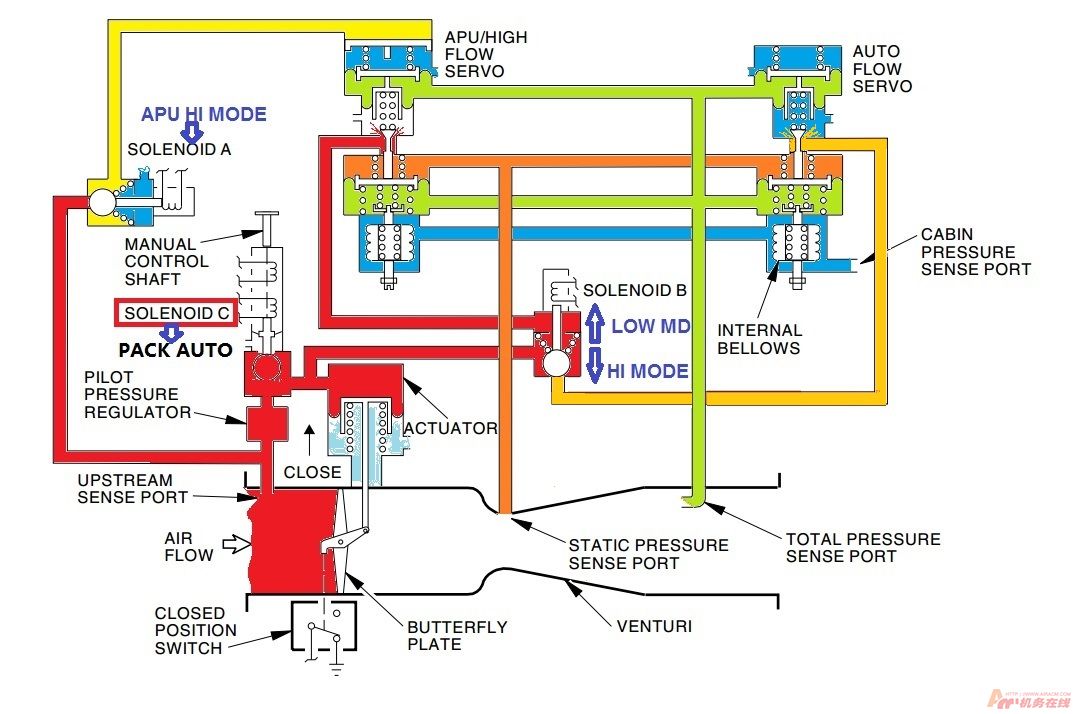 APU/HIGH
FLOW
SERVO
AUTO
FLOW
SERVO
APU HI MODE
SOLENOID A
MANUAL
CONTROL
SHAFT
SOLENOID C
PACK AUTO
PILOT
PRESSURE
REGULATOR
CABIN
PRESSURE
SENSE PORT
SOLENOID B
LOW MD
HI MODE
INTERNAL
BELLOWS
ACTUATOR
CLOSE
UPSTREAM
SENSE PORT
AIR
FLOW
STATIC PRESSURE
SENSE PORT
TOTAL PRESSURE
SENSE PORT
CLOSED
POSITION
SWITCH
BUTTERFLY
PLATE
VENTURI
机务在线